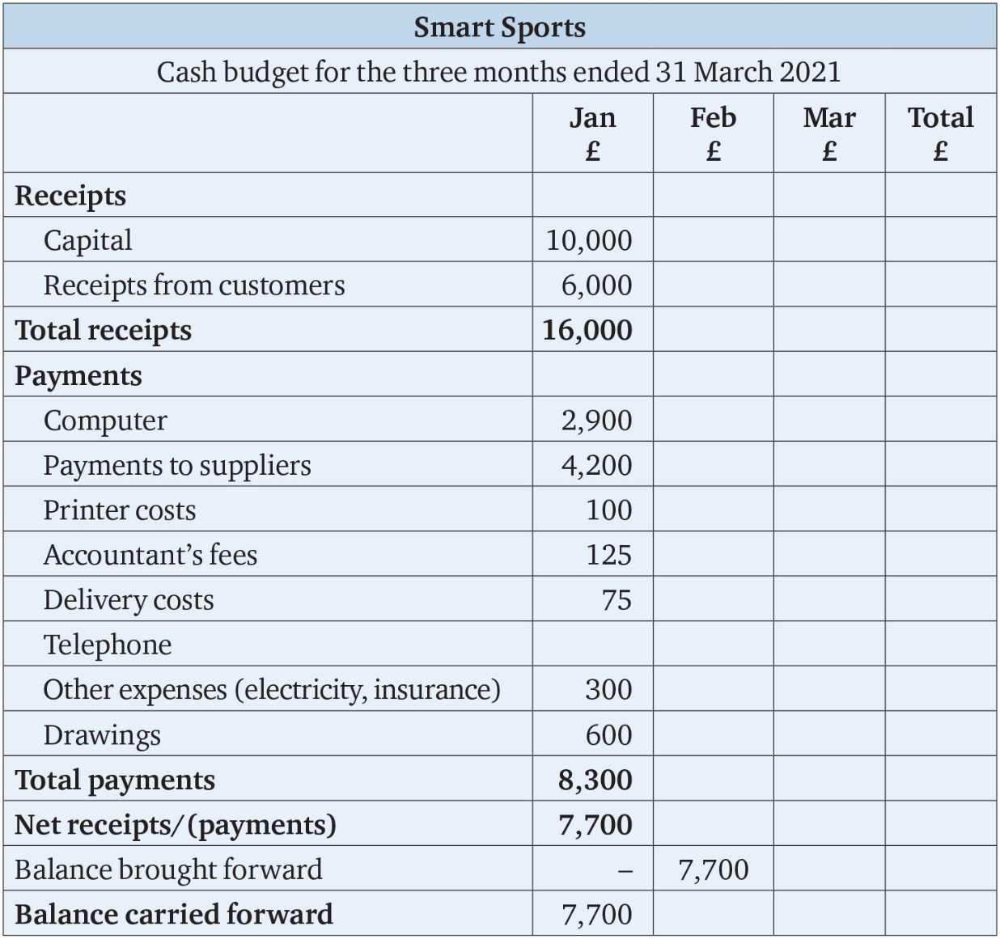 Smart Sports
Cash budget for the three months ended 31 March 2021
Jan Feb Mar Total
£ £ £ £
Receipts
Capital 10,000
Receipts from customers 6,000
Total receipts 16,000
Payments
Computer 2,900
Payments to suppliers 4,200
Printer costs 100
Accountant’s fees 125
Delivery costs 75
Telephone
Other expenses (electricity, insurance) 300
Drawings 600
Total payments 8,300
Net receipts/(payments) 7,700
Balance brought forward – 7,700
Balance carried forward 7,700